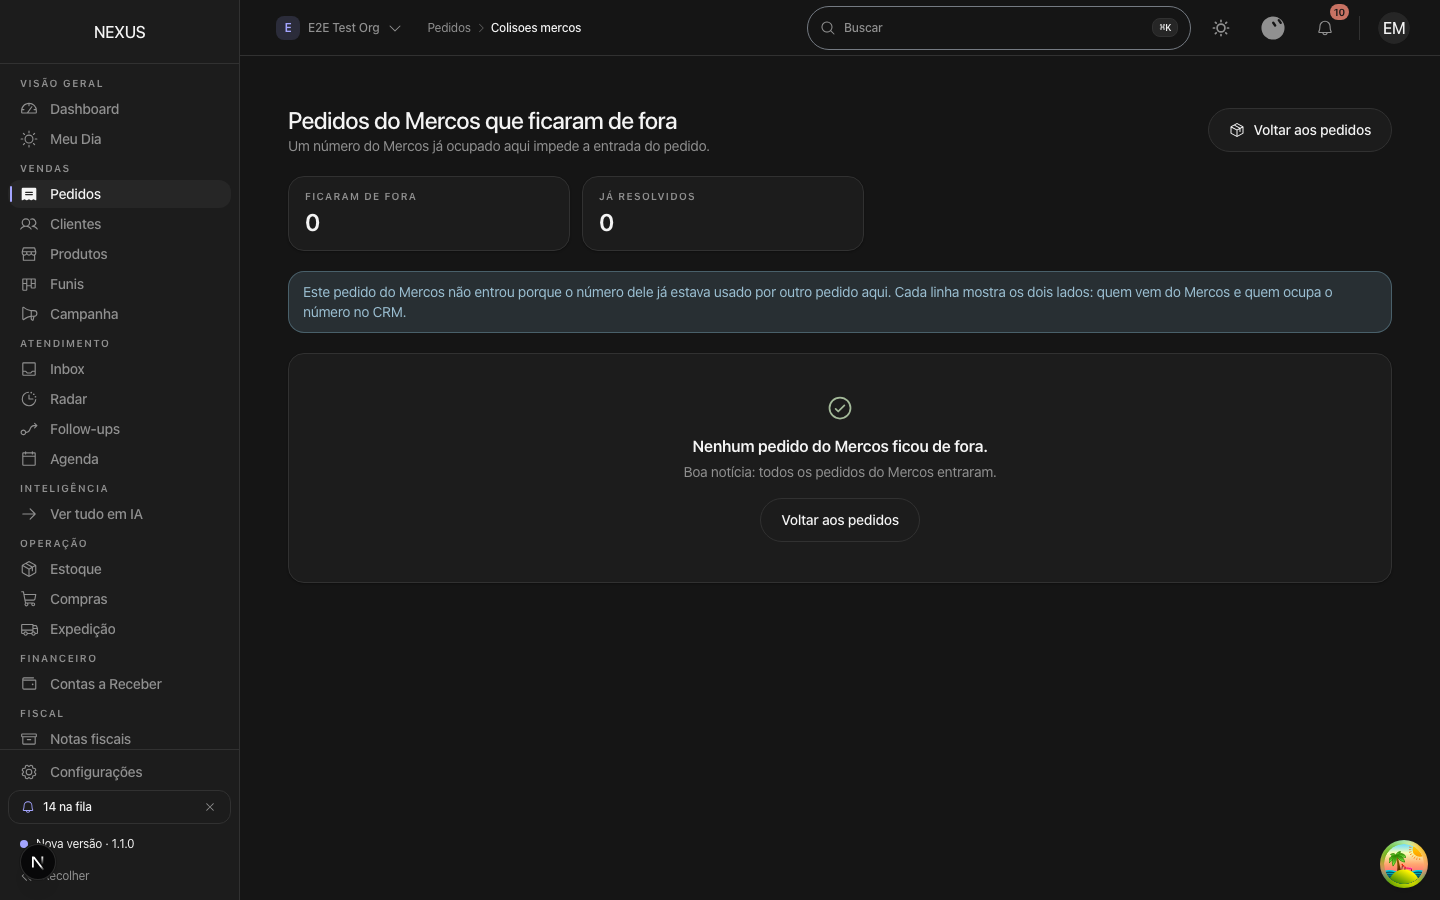 NEXUS
VISÃO GERAL
Dashboard
Meu Dia
VENDAS
Pedidos
Clientes
Produtos
Funis
Campanha
ATENDIMENTO
Inbox
Radar
Follow-ups
Agenda
INTELIGÊNCIA
Ver tudo em IA
OPERAÇÃO
Estoque
Compras
Expedição
FINANCEIRO
Contas a Receber
FISCAL
Notas fiscais
Configurações
14 na fila
Nova versão · 1.1.0
N
E E2E Test Org
Pedidos > Colisoes mercos
Buscar ⌘K
10
EM
Pedidos do Mercos que ficaram de fora
Um número do Mercos já ocupado aqui impede a entrada do pedido.
Voltar aos pedidos
FICARAM DE FORA
0
JÁ RESOLVIDOS
0
Este pedido do Mercos não entrou porque o número dele já estava usado por outro pedido aqui. Cada linha mostra os dois lados: quem vem do Mercos e quem ocupa o
número no CRM.
Nenhum pedido do Mercos ficou de fora.
Boa notícia: todos os pedidos do Mercos entraram.
Voltar aos pedidos